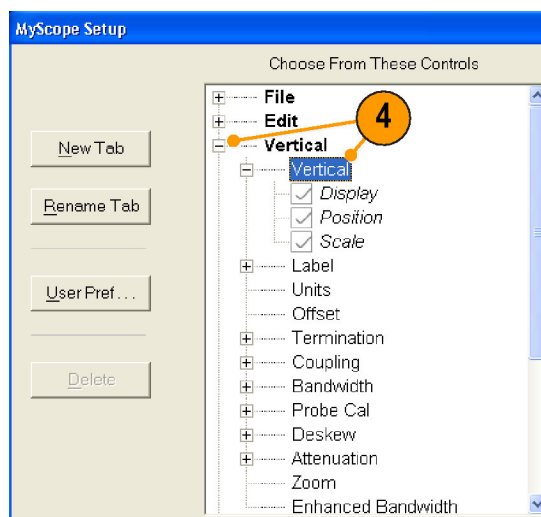 MyScope Setup
Choose From These Controls
File
Edit
4
New Tab
Vertical
Vertical
Display
Rename Tab
Position
Scale
Label
User Pref...
Units
Offset
Termination
Coupling
Delete
Bandwidth
Probe Cal
Deskew
Attenuation
Zoom
Enhanced Bandwidth